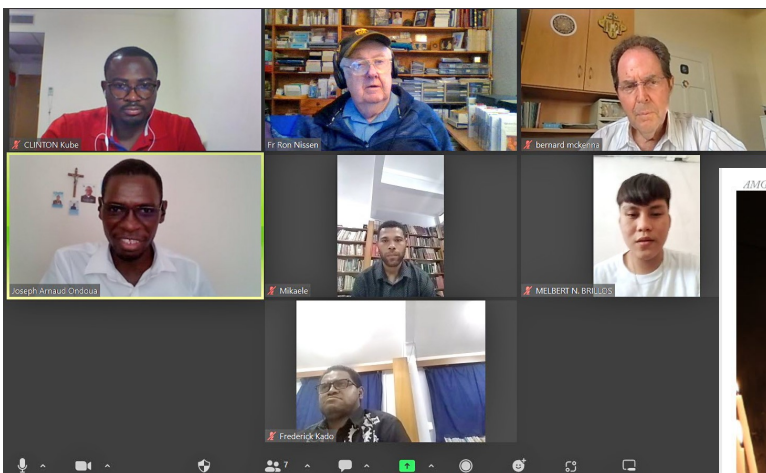 CLINTON Kube
Fr Ron Nissen
bernard mckenna
Joseph Arnaud Ondoua
Mikaele
MELBERT N. BRILLOS
AMO
Frederick Kado
7